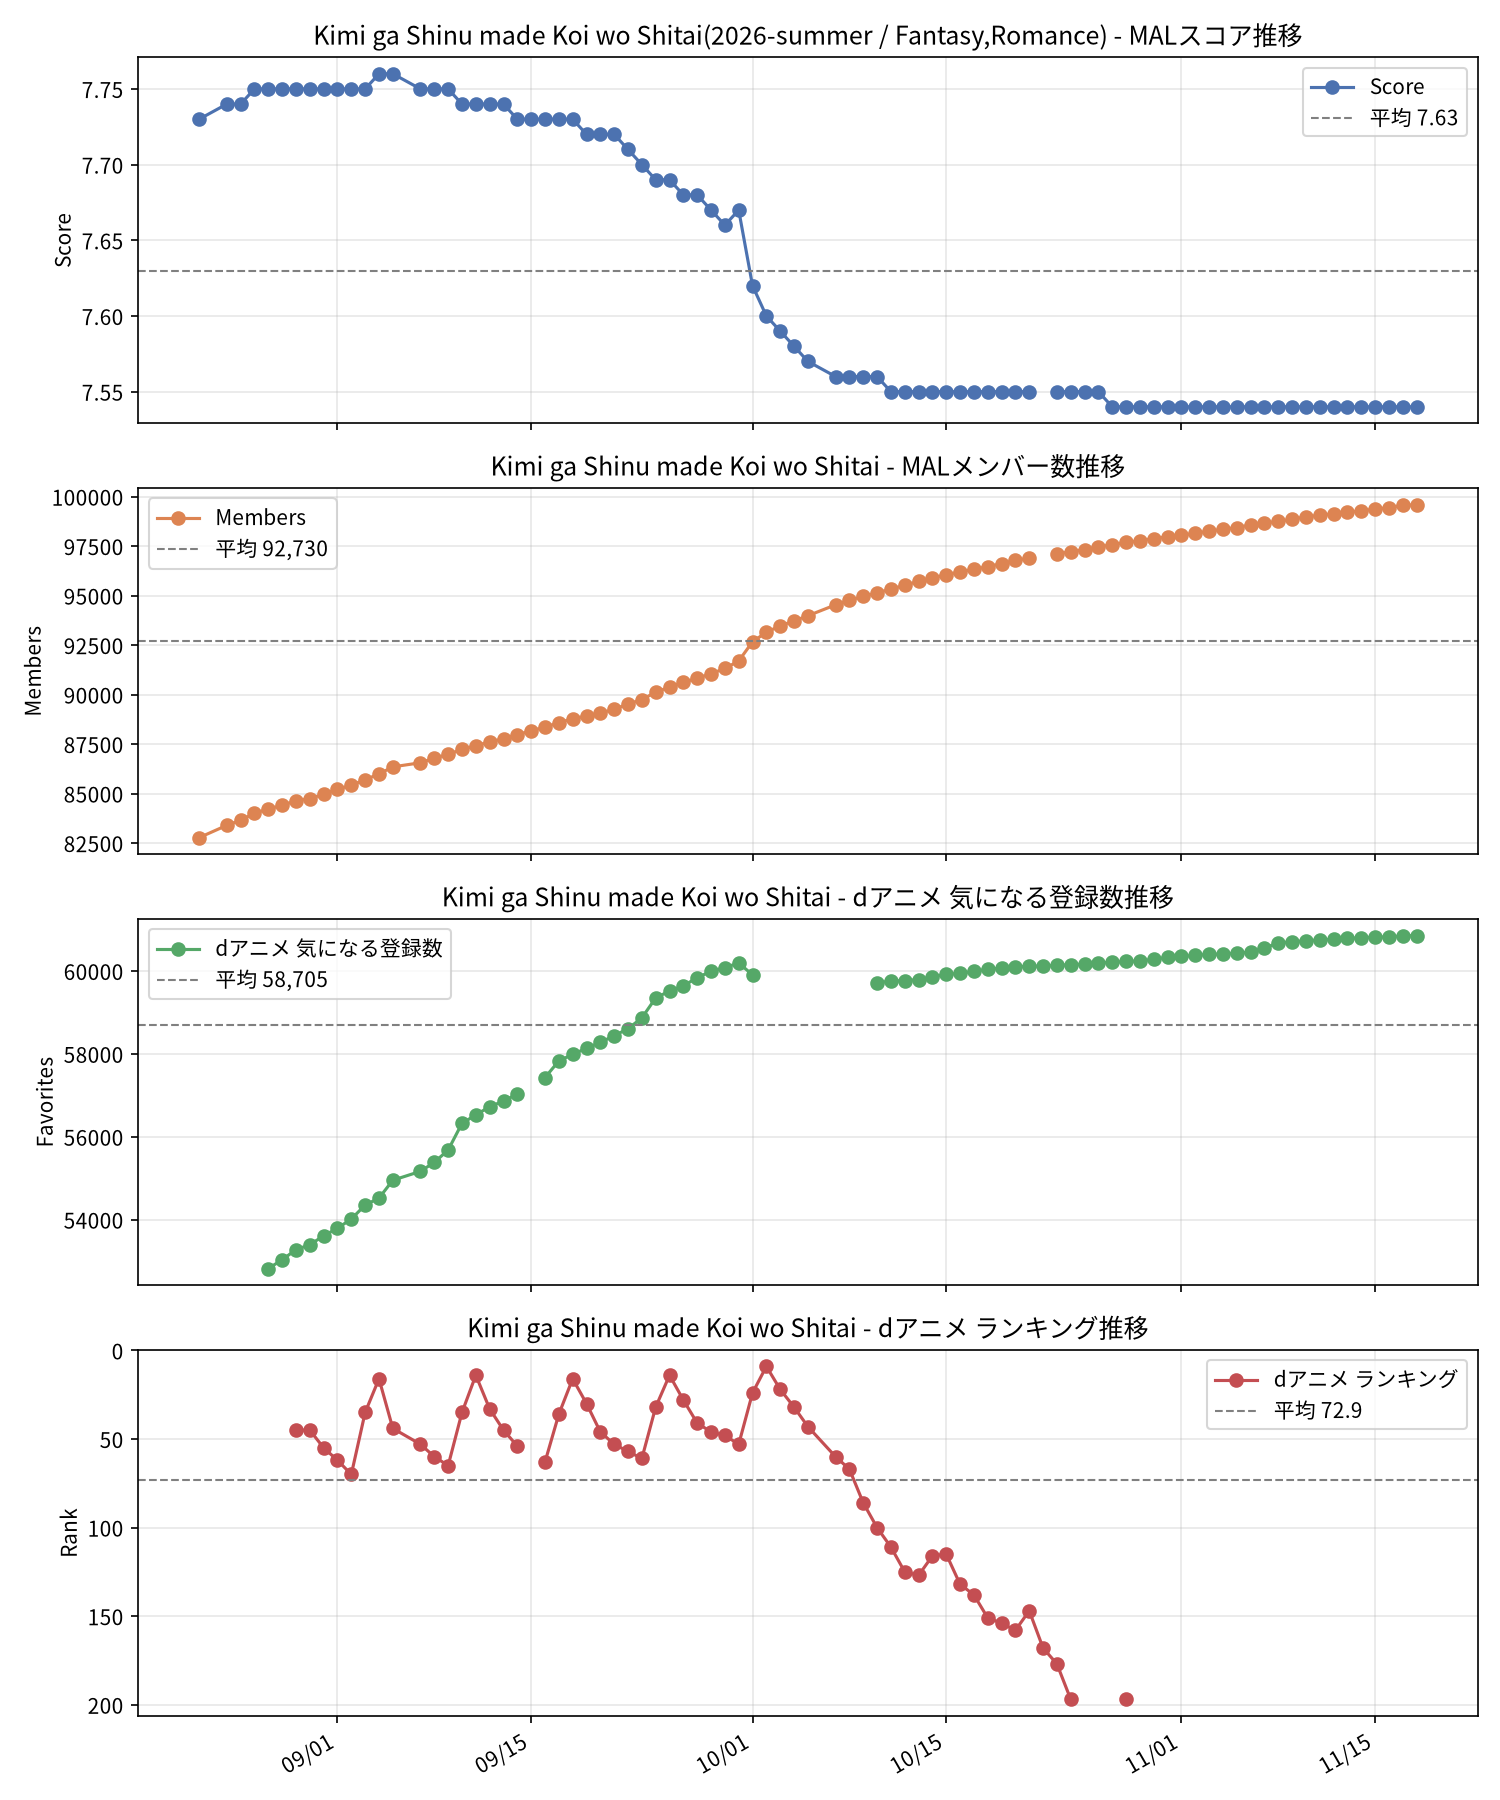 Kimi ga Shinu made Koi wo Shitai(2026-summer / Fantasy,Romance) - MALスコア推移
Score
平均 7.63
7.75
7.70
7.65
7.60
7.55
Score
Kimi ga Shinu made Koi wo Shitai - MALメンバー数推移
Members
平均 92,730
100000
97500
95000
92500
90000
87500
85000
82500
Members
Kimi ga Shinu made Koi wo Shitai - dアニメ 気になる登録数推移
dアニメ 気になる登録数
平均 58,705
60000
58000
56000
54000
Favorites
Kimi ga Shinu made Koi wo Shitai - dアニメ ランキング推移
dアニメ ランキング
平均 72.9
0
50
100
150
200
Rank
09/01
09/15
10/01
10/15
11/01
11/15